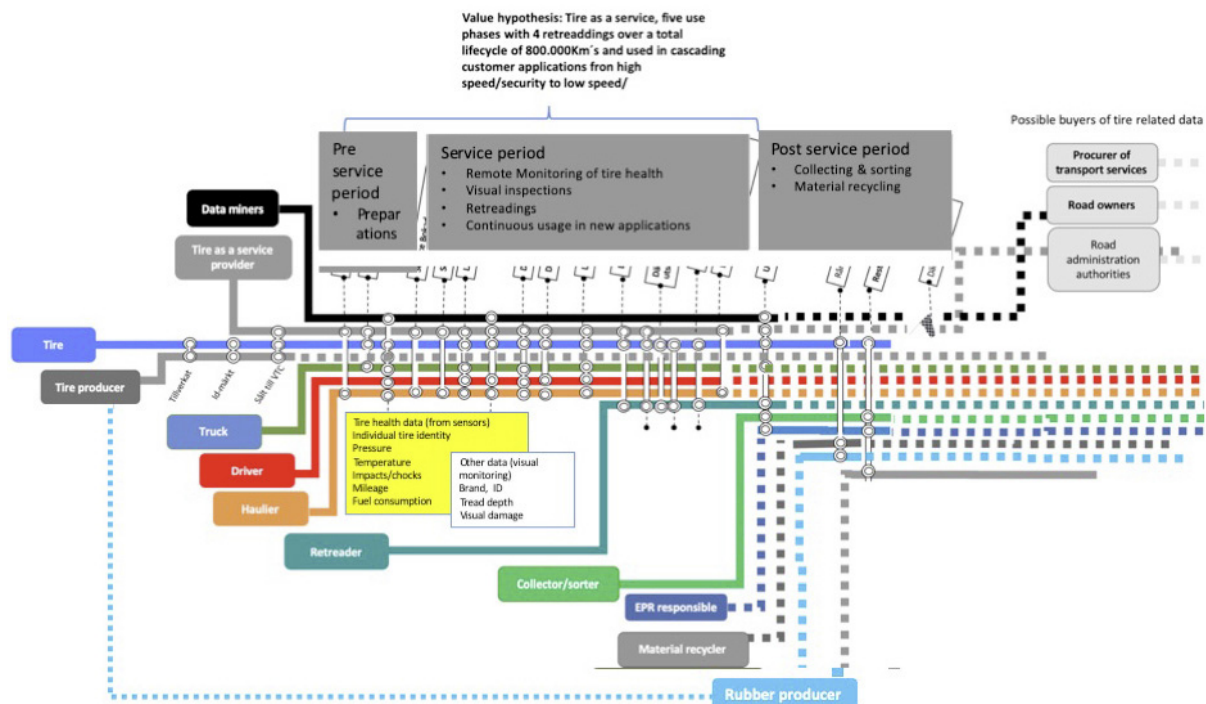 Value hypothesis: Tire as a service, five use
phases with 4 retreaddings over a total
lifecycle of 800.000Km´s and used in cascading
customer applications fron high
speed/security to low speed/
Possible buyers of tire related data
Pre
service
period
• Prepar
ations
Service period
• Remote Monitoring of tire health
• Visual inspections
• Retreadings
• Continuous usage in new applications
Post service period
• Collecting & sorting
• Material recycling
Procurer of
transport services
Road owners
Road
administration
authorities
Data miners
Tire as a service
provider
Tire
Tire producer
Tillverkat
Id-märkt
Sålt till VTC
Truck
Driver
Haulier
Tire health data (from sensors)
Individual tire identity
Pressure
Temperature
Impacts/chocks
Mileage
Fuel consumption
Other data (visual
monitoring)
Brand, ID
Tread depth
Visual damage
Retreader
Collector/sorter
EPR responsible
Material recycler
Rubber producer